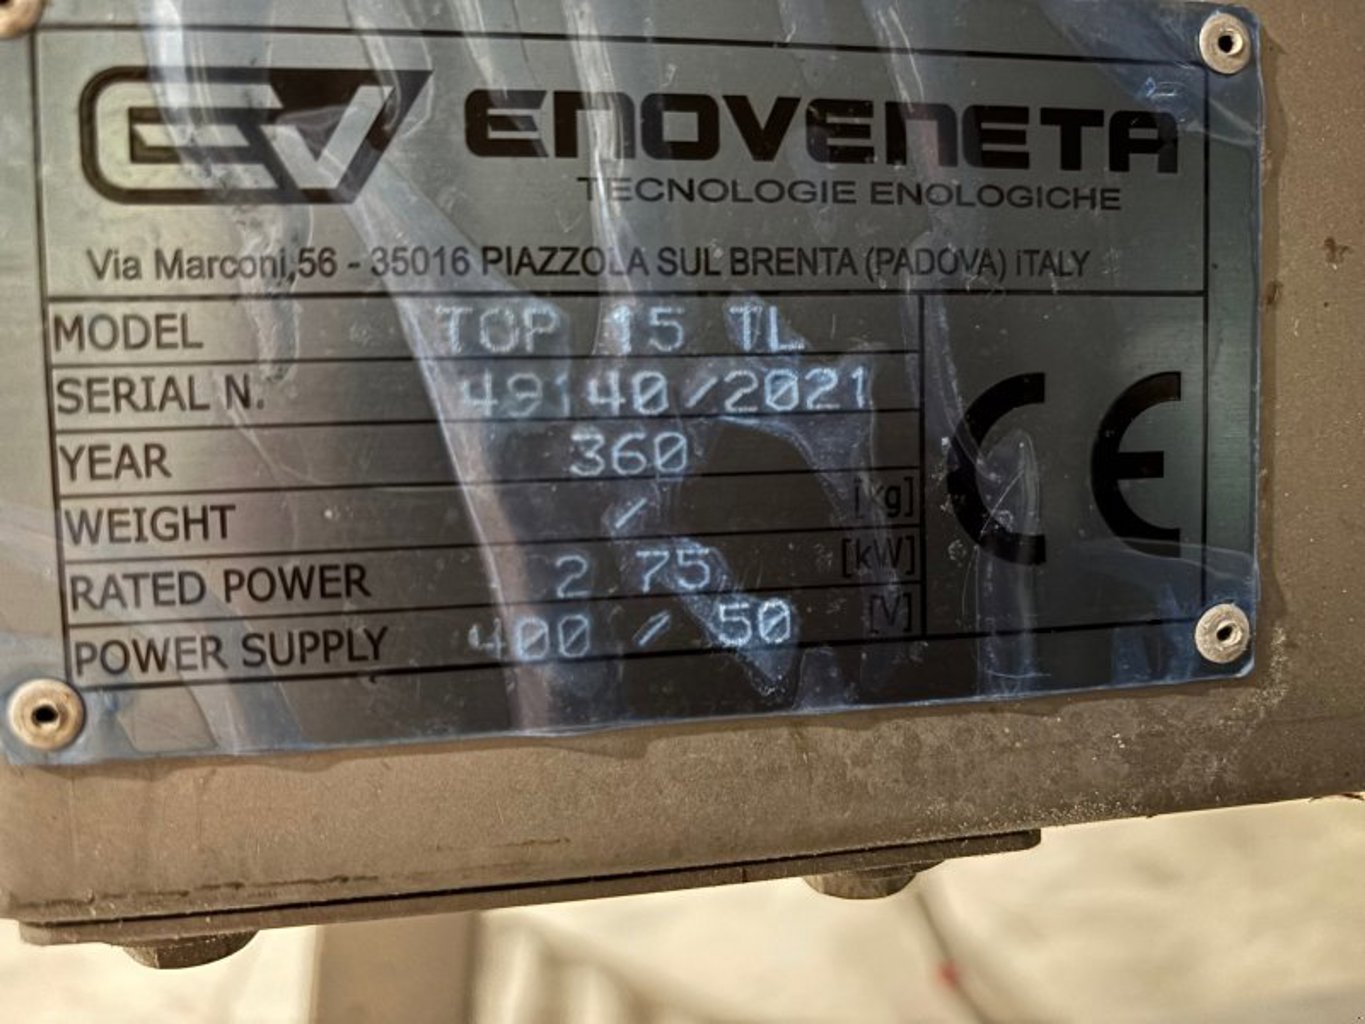 EV ENOVENETA
TECNOLOGIE ENOLOGICHE
Via Marconi,56 - 35016 PIAZZOLA SUL BRENTA (PADOVA) iTALY
MODEL TOP 15 TL
SERIAL N. 49140/2021
YEAR 360
WEIGHT / [kg]
RATED POWER 2.75 [kW]
POWER SUPPLY 400 / 50 [V]
CE